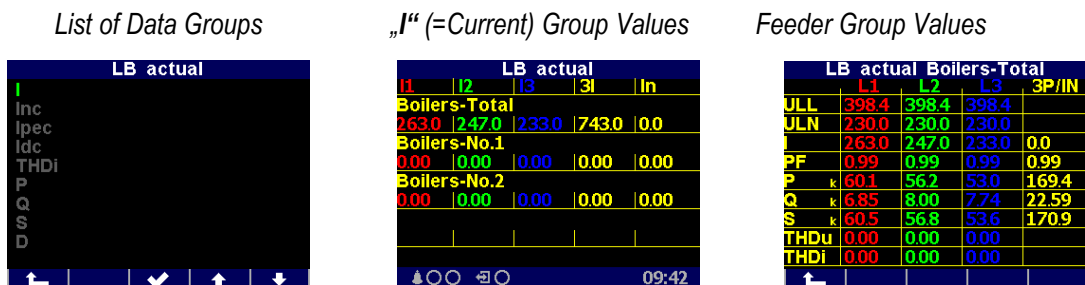 List of Data Groups
„I“ (=Current) Group Values
Feeder Group Values
LB actual
I
Inc
Ipec
Idc
THDi
P
Q
S
D
LB actual
I1 I2 I3 3I In
Boilers-Total
263.0 247.0 233.0 743.0 0.0
Boilers-No.1
0.00 0.00 0.00 0.00 0.00
Boilers-No.2
0.00 0.00 0.00 0.00 0.00
09:42
LB actual Boilers-Total
L1 L2 L3 3P/IN
ULL 398.4 398.4 398.4
ULN 230.0 230.0 230.0
I 263.0 247.0 233.0 0.0
PF 0.99 0.99 0.99 0.99
P k 60.1 56.2 53.0 169.4
Q k 6.85 8.00 7.74 22.59
S k 60.5 56.8 53.6 170.9
THDu 0.00 0.00 0.00
THDi 0.00 0.00 0.00